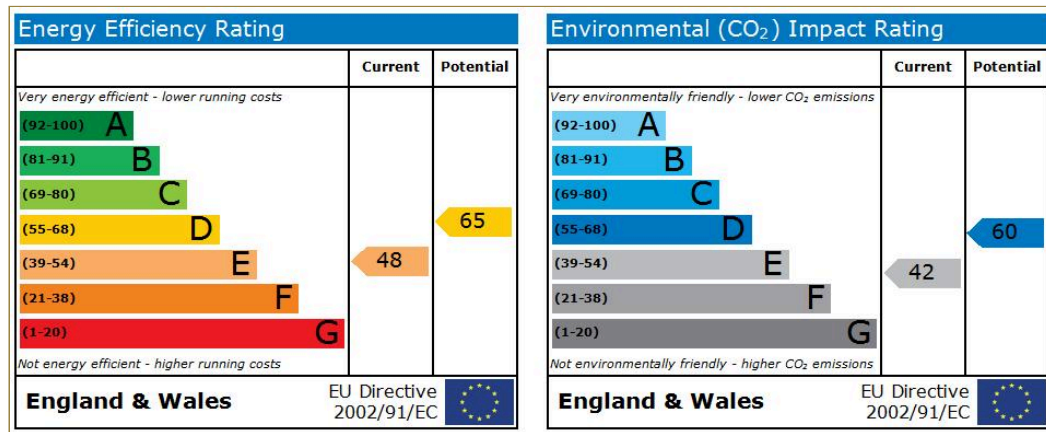 Energy Efficiency Rating
Current Potential
Very energy efficient - lower running costs
(92-100) A
(81-91) B
(69-80) C
(55-68) D
65
(39-54) E
48
(21-38) F
(1-20) G
Not energy efficient - higher running costs
England & Wales
EU Directive
2002/91/EC
Environmental (CO₂) Impact Rating
Current Potential
Very environmentally friendly - lower CO₂ emissions
(92-100) A
(81-91) B
(69-80) C
(55-68) D
60
(39-54) E
42
(21-38) F
(1-20) G
Not environmentally friendly - higher CO₂ emissions
England & Wales
EU Directive
2002/91/EC